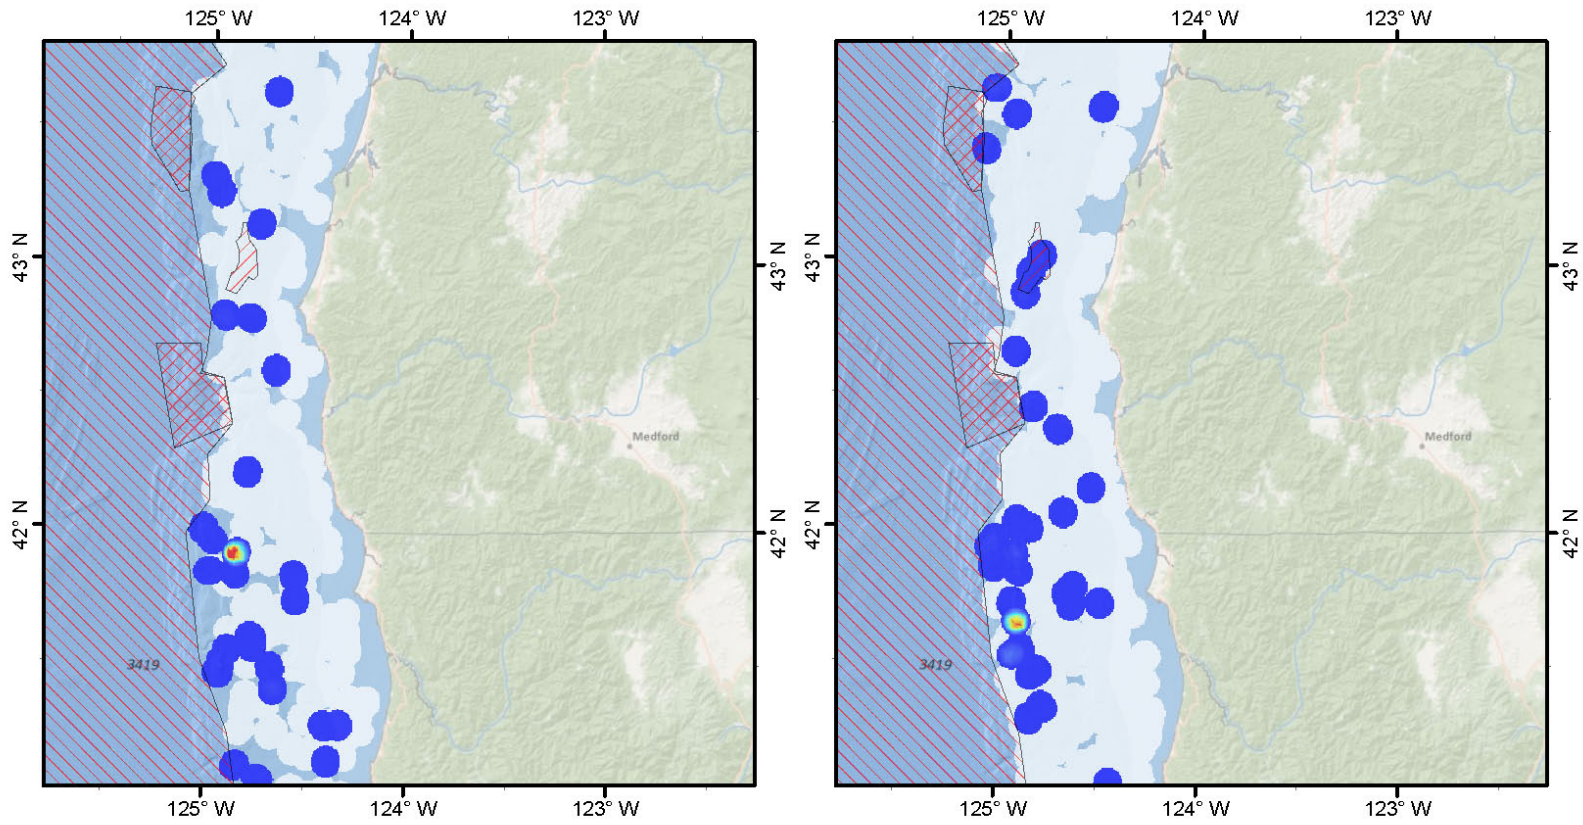 125° W 124° W 123° W 125° W 124° W 123° W
43° N 43° N 43° N 43° N
Medford Medford
42° N 42° N 42° N 42° N
3419 3419
125° W 124° W 123° W 125° W 124° W 123° W